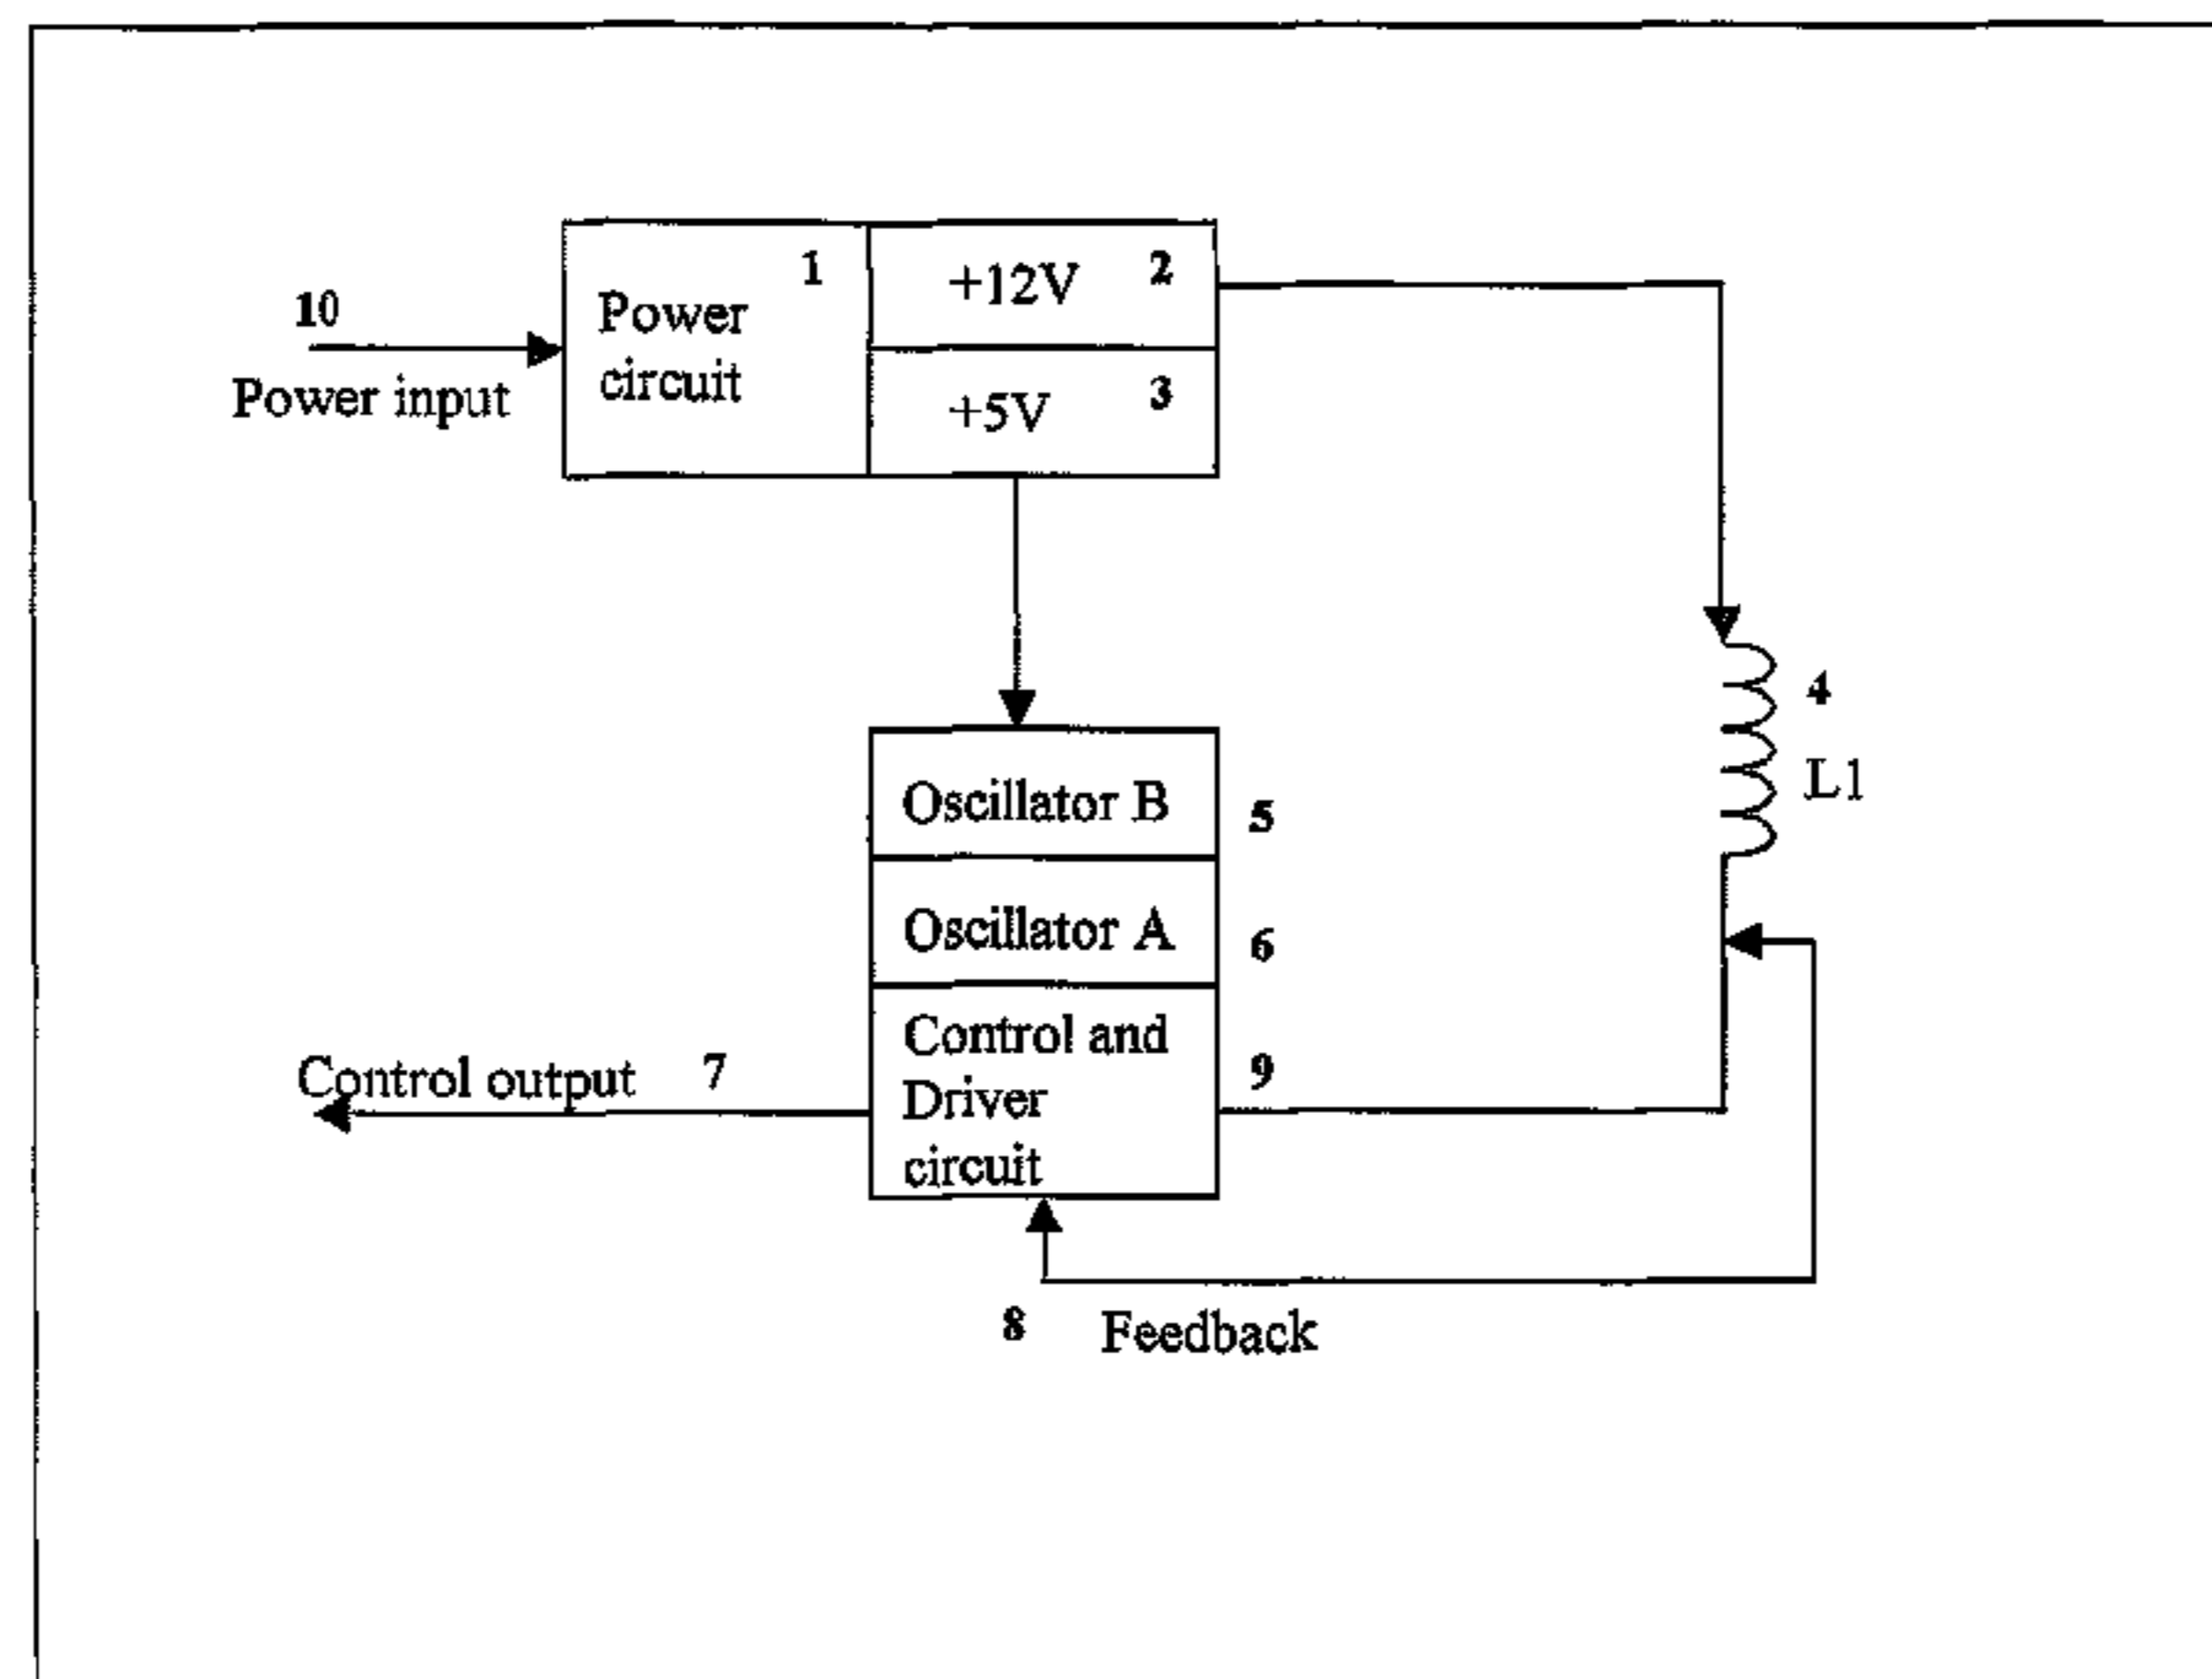 1
+12V
2
10
Power
circuit
Power input
+5V
3
4
L1
Oscillator B
5
Oscillator A
6
Control and
Driver
circuit
9
Control output
7
8
Feedback